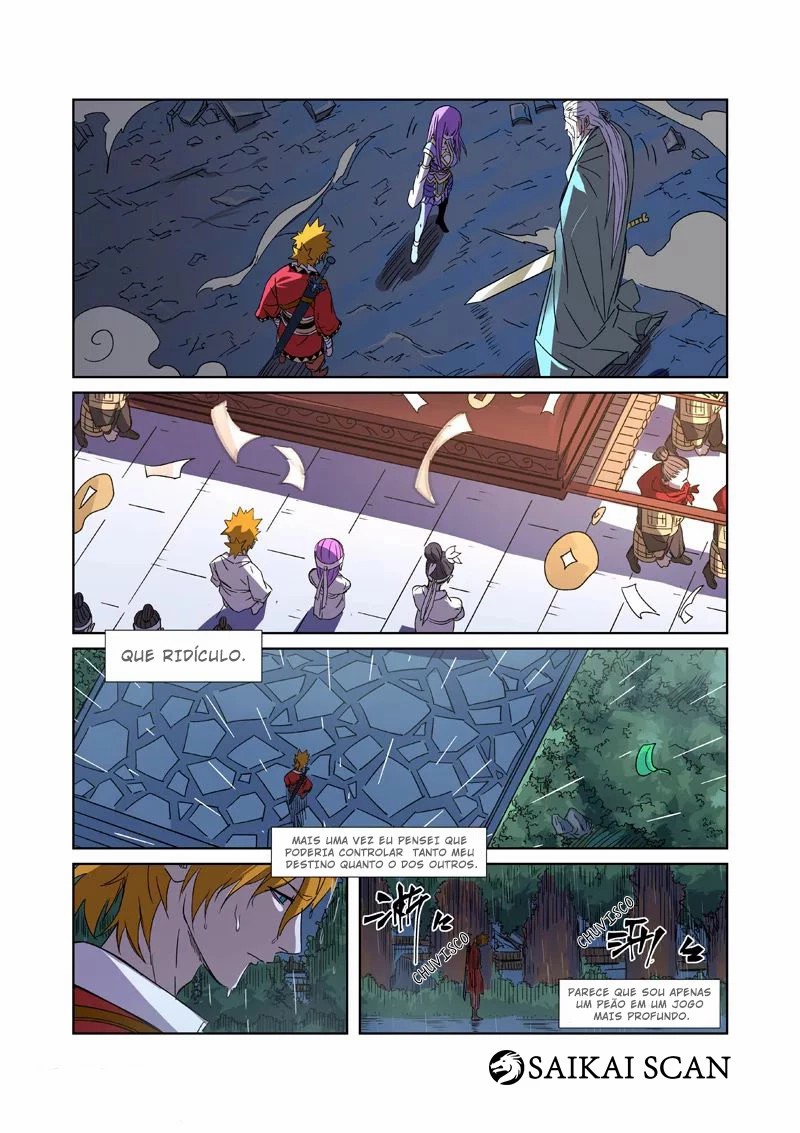 QUE RIDÍCULO.
MAIS UMA VEZ EU PENSEI QUE
PODERIA CONTROLAR TANTO MEU
DESTINO QUANTO O DOS OUTROS.
CHUVISCO
CHUVISCO
PARECE QUE SOU APENAS
UM PEÃO EM UM JOGO
MAIS PROFUNDO.
SAIKAI SCAN